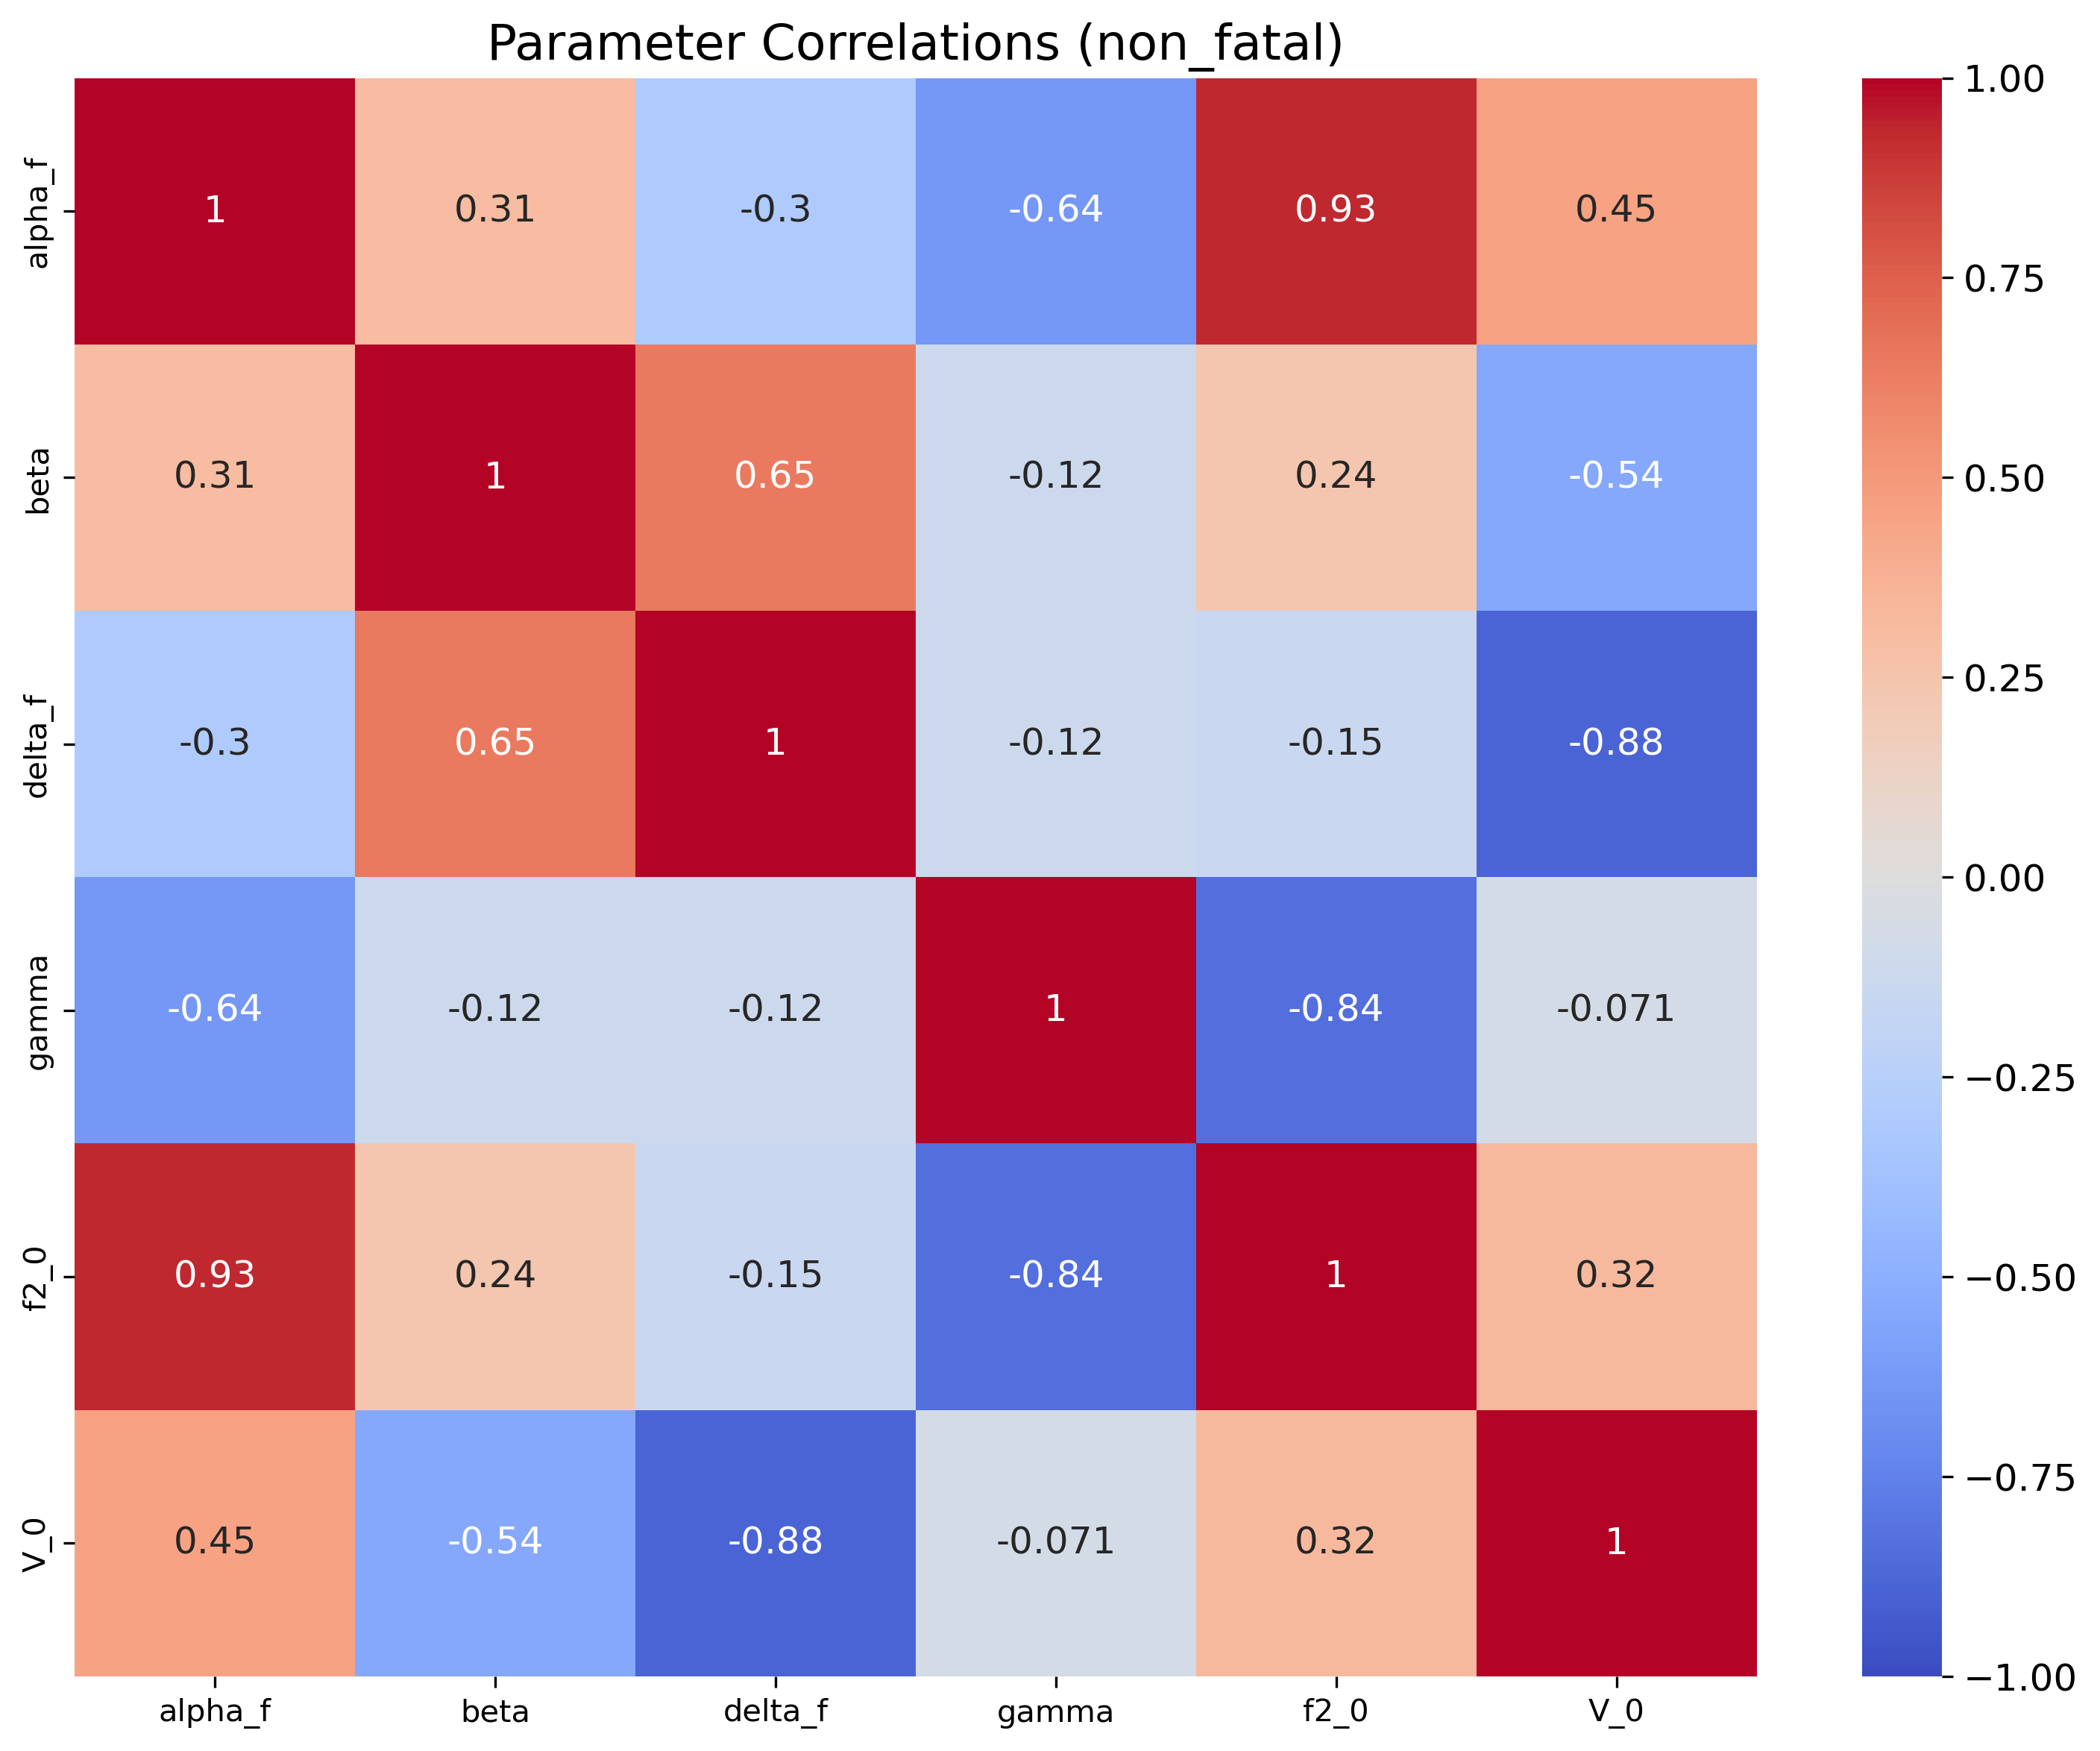 Parameter Correlations (non_fatal)
alpha_f 1 0.31 -0.3 -0.64 0.93 0.45
beta 0.31 1 0.65 -0.12 0.24 -0.54
delta_f -0.3 0.65 1 -0.12 -0.15 -0.88
gamma -0.64 -0.12 -0.12 1 -0.84 -0.071
f2_0 0.93 0.24 -0.15 -0.84 1 0.32
V_0 0.45 -0.54 -0.88 -0.071 0.32 1
alpha_f beta delta_f gamma f2_0 V_0
1.00
0.75
0.50
0.25
0.00
−0.25
−0.50
−0.75
−1.00